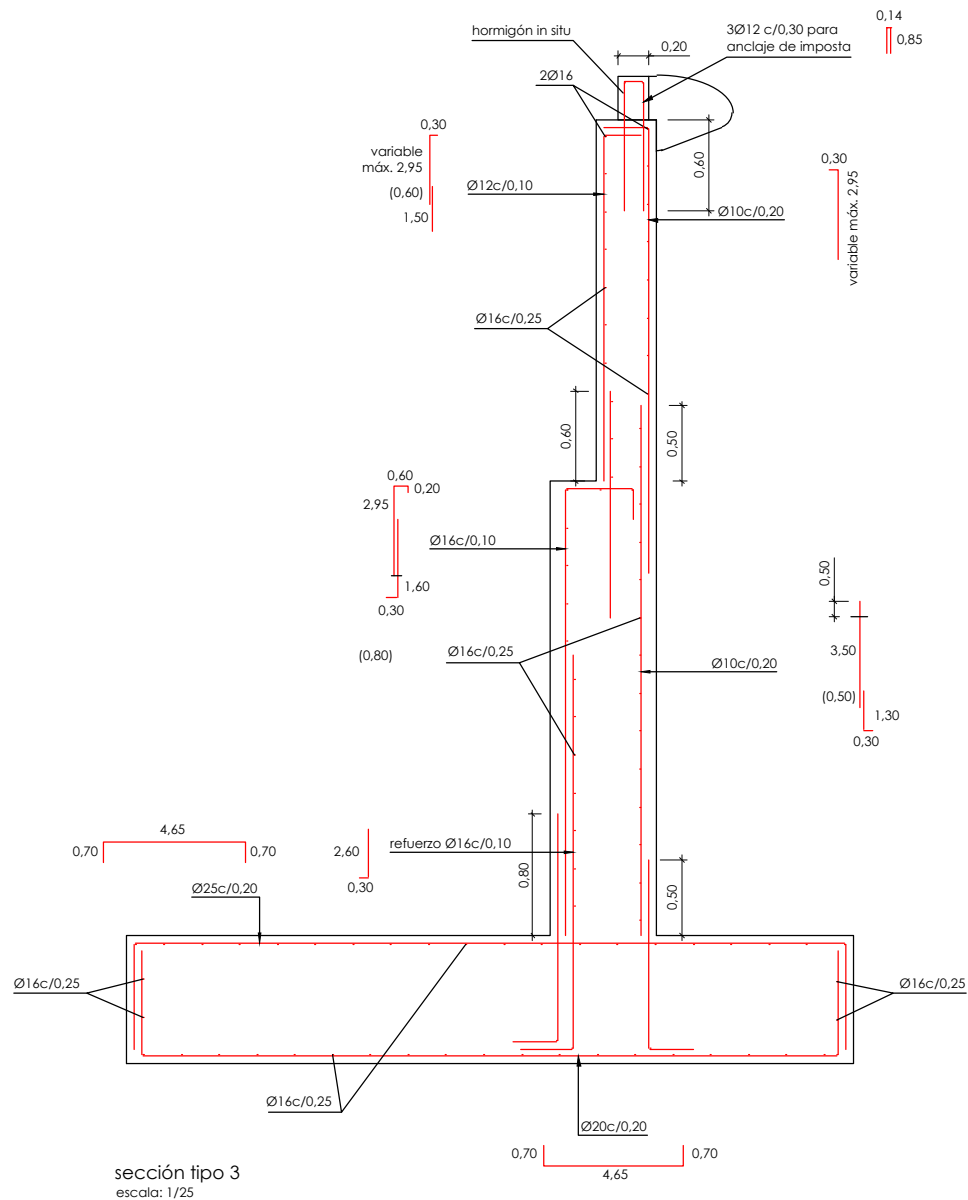 hormigón in situ
0,20
3Ø12 c/0,30 para
anclaje de imposta
0,14
0,85
2Ø16
0,30
variable
máx. 2,95
(0,60)
1,50
Ø12c/0,10
0,60
Ø10c/0,20
0,30
variable máx. 2,95
Ø16c/0,25
0,60
0,50
0,60
0,20
2,95
Ø16c/0,10
1,60
0,30
0,50
3,50
(0,80)
Ø16c/0,25
Ø10c/0,20
(0,50)
1,30
0,30
4,65
0,70
0,70
2,60
0,30
refuerzo Ø16c/0,10
0,80
0,50
Ø25c/0,20
Ø16c/0,25
Ø16c/0,25
Ø16c/0,25
Ø20c/0,20
0,70
0,70
4,65
sección tipo 3
escala: 1/25